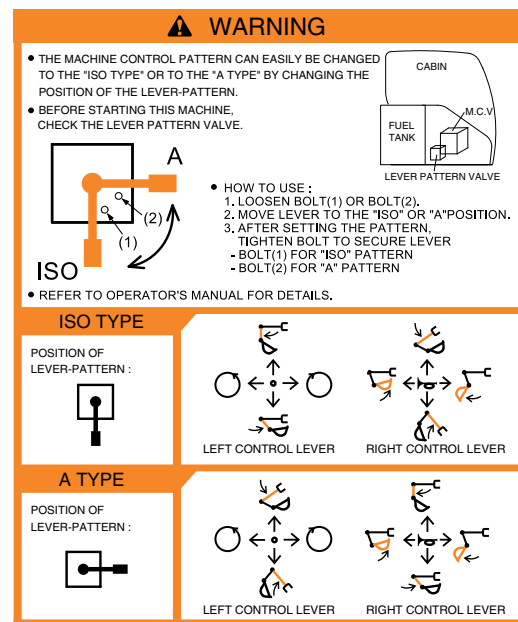 WARNING
● THE MACHINE CONTROL PATTERN CAN EASILY BE CHANGED
TO THE "ISO TYPE" OR TO THE "A TYPE" BY CHANGING THE
POSITION OF THE LEVER-PATTERN.
● BEFORE STARTING THIS MACHINE,
CHECK THE LEVER PATTERN VALVE.
CABIN
M.C.V
FUEL
TANK
LEVER PATTERN VALVE
A
(2)
(1)
ISO
● HOW TO USE :
1. LOOSEN BOLT(1) OR BOLT(2).
2. MOVE LEVER TO THE "ISO" OR "A"POSITION.
3. AFTER SETTING THE PATTERN,
TIGHTEN BOLT TO SECURE LEVER
- BOLT(1) FOR "ISO" PATTERN
- BOLT(2) FOR "A" PATTERN
● REFER TO OPERATOR'S MANUAL FOR DETAILS.
ISO TYPE
POSITION OF
LEVER-PATTERN :
LEFT CONTROL LEVER
RIGHT CONTROL LEVER
A TYPE
POSITION OF
LEVER-PATTERN :
LEFT CONTROL LEVER
RIGHT CONTROL LEVER